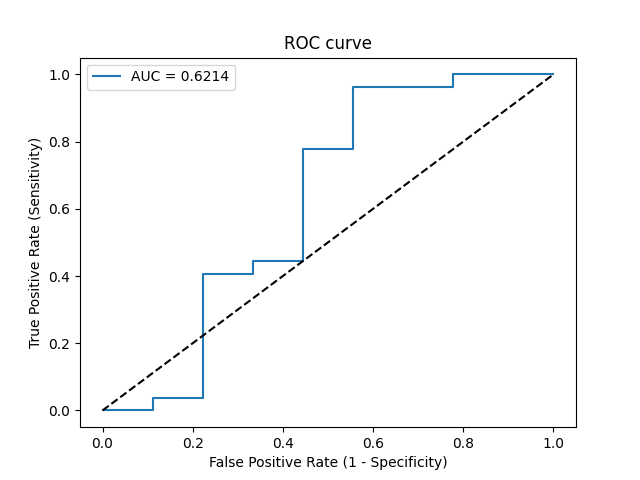 ROC curve
AUC = 0.6214
True Positive Rate (Sensitivity)
1.0
0.8
0.6
0.4
0.2
0.0
0.0 0.2 0.4 0.6 0.8 1.0
False Positive Rate (1 - Specificity)